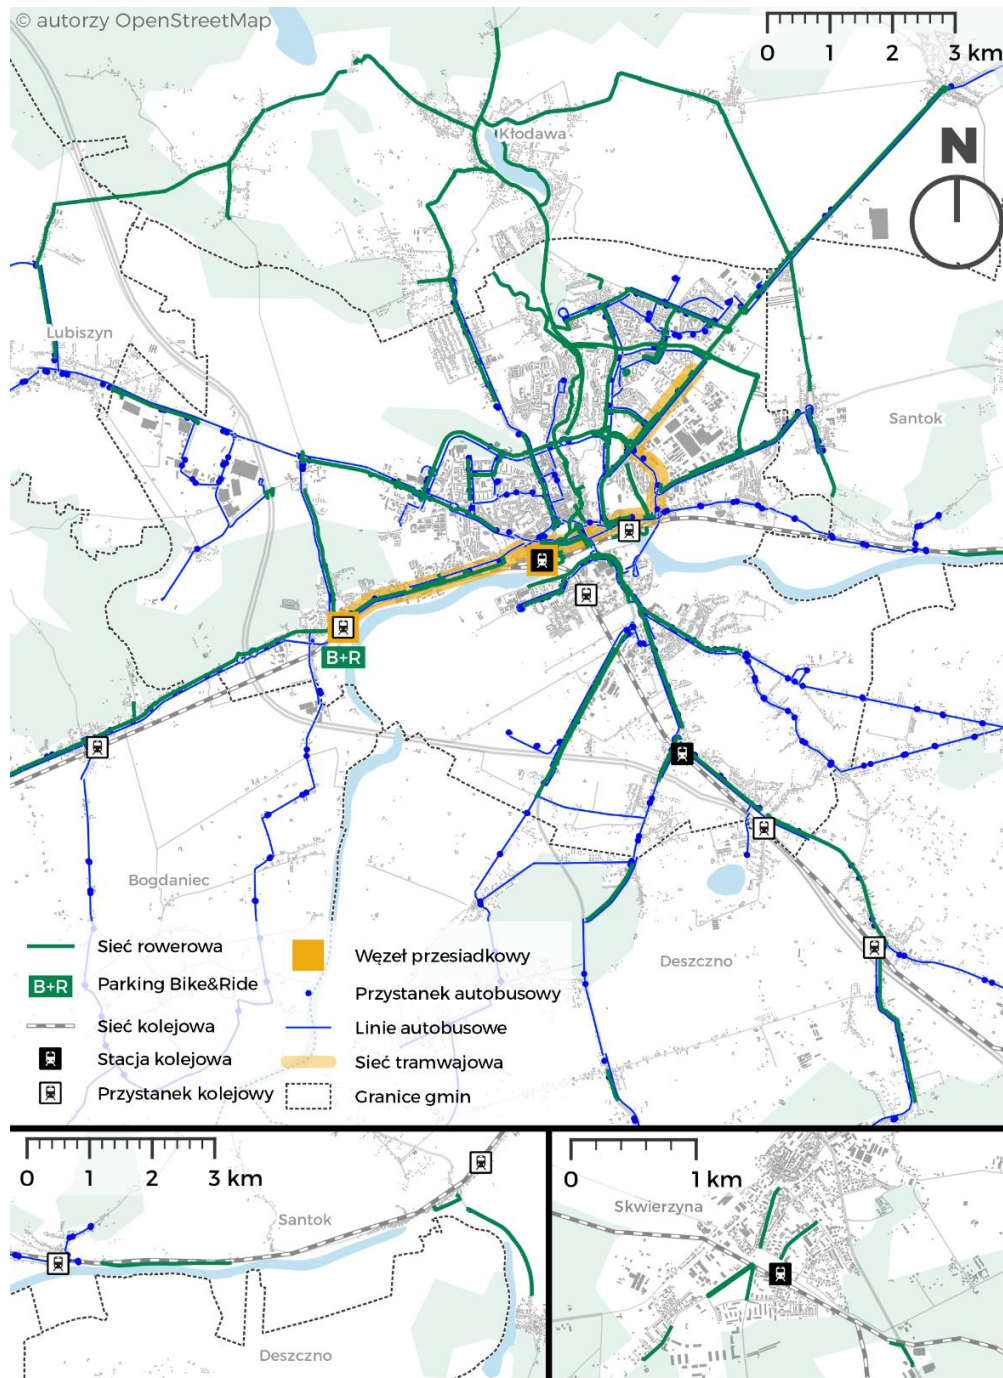 © autorzy OpenStreetMap
0 1 2 3 km
N
Kłodawa
Lubiszyn
Santok
B+R
Bogdaniec
Deszczno
Sieć rowerowa
B+R Parking Bike&Ride
Sieć kolejowa
Stacja kolejowa
Przystanek kolejowy
Węzeł przesiadkowy
Przystanek autobusowy
Linie autobusowe
Sieć tramwajowa
Granice gmin
0 1 2 3 km
Santok
Deszczno
0 1 km
Skwierzyna